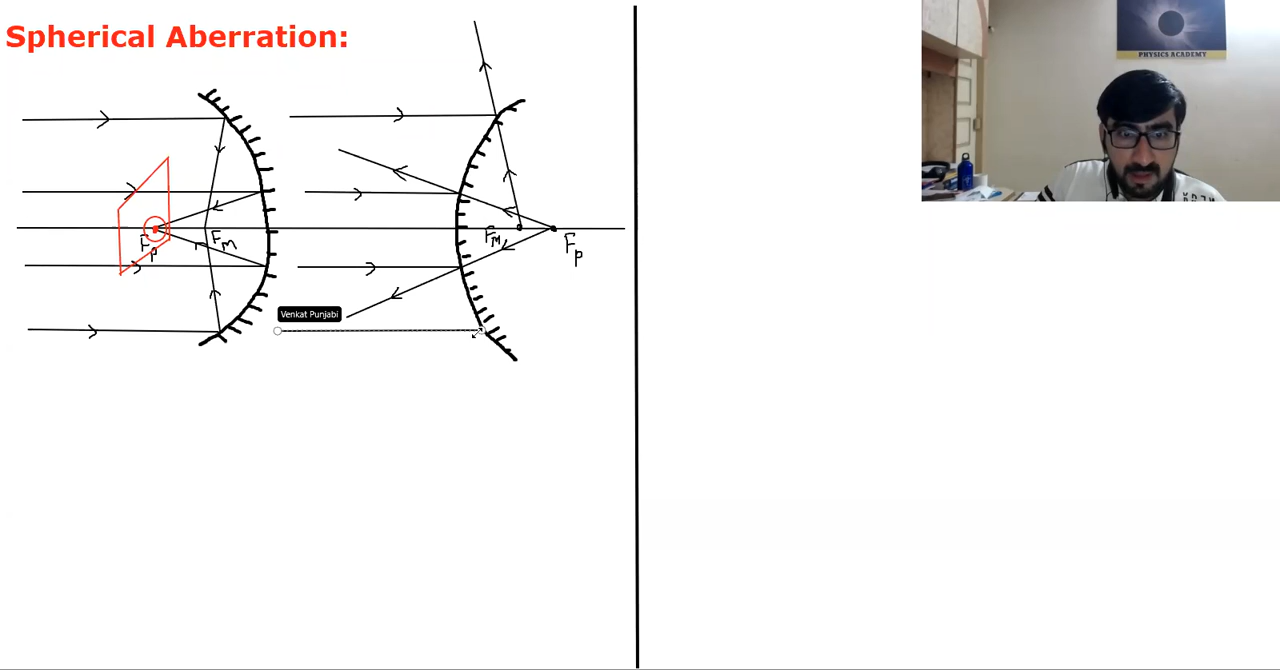 Spherical Aberration:
PHYSICS ACADEMY
Fp
FM
FM
Fp
Venkat Punjabi